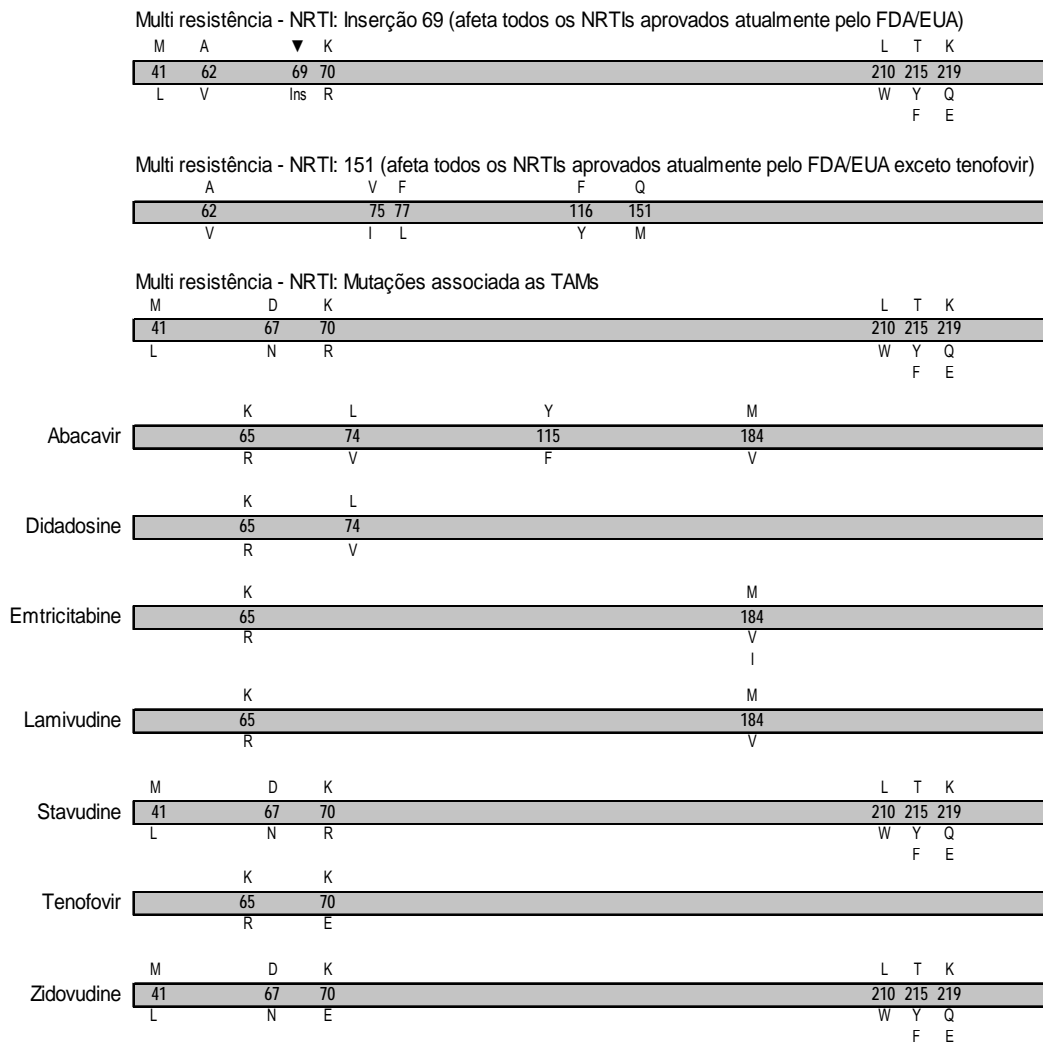 Multi resistência - NRTI: Inserção 69 (afeta todos os NRTIs aprovados atualmente pelo FDA/EUA)
M A ▼ K L T K
41 62 69 70 210 215 219
L V Ins R W Y Q
F E
Multi resistência - NRTI: 151 (afeta todos os NRTIs aprovados atualmente pelo FDA/EUA exceto tenofovir)
A V F F Q
62 75 77 116 151
V I L Y M
Multi resistência - NRTI: Mutações associada as TAMs
M D K L T K
41 67 70 210 215 219
L N R W Y Q
F E
K L Y M
Abacavir 65 74 115 184
R V F V
K L
Didadosine 65 74
R V
K M
Emtricitabine 65 184
R V
I
K M
Lamivudine 65 184
R V
M D K L T K
Stavudine 41 67 70 210 215 219
L N R W Y Q
F E
K K
Tenofovir 65 70
R E
M D K L T K
Zidovudine 41 67 70 210 215 219
L N E W Y Q
F E